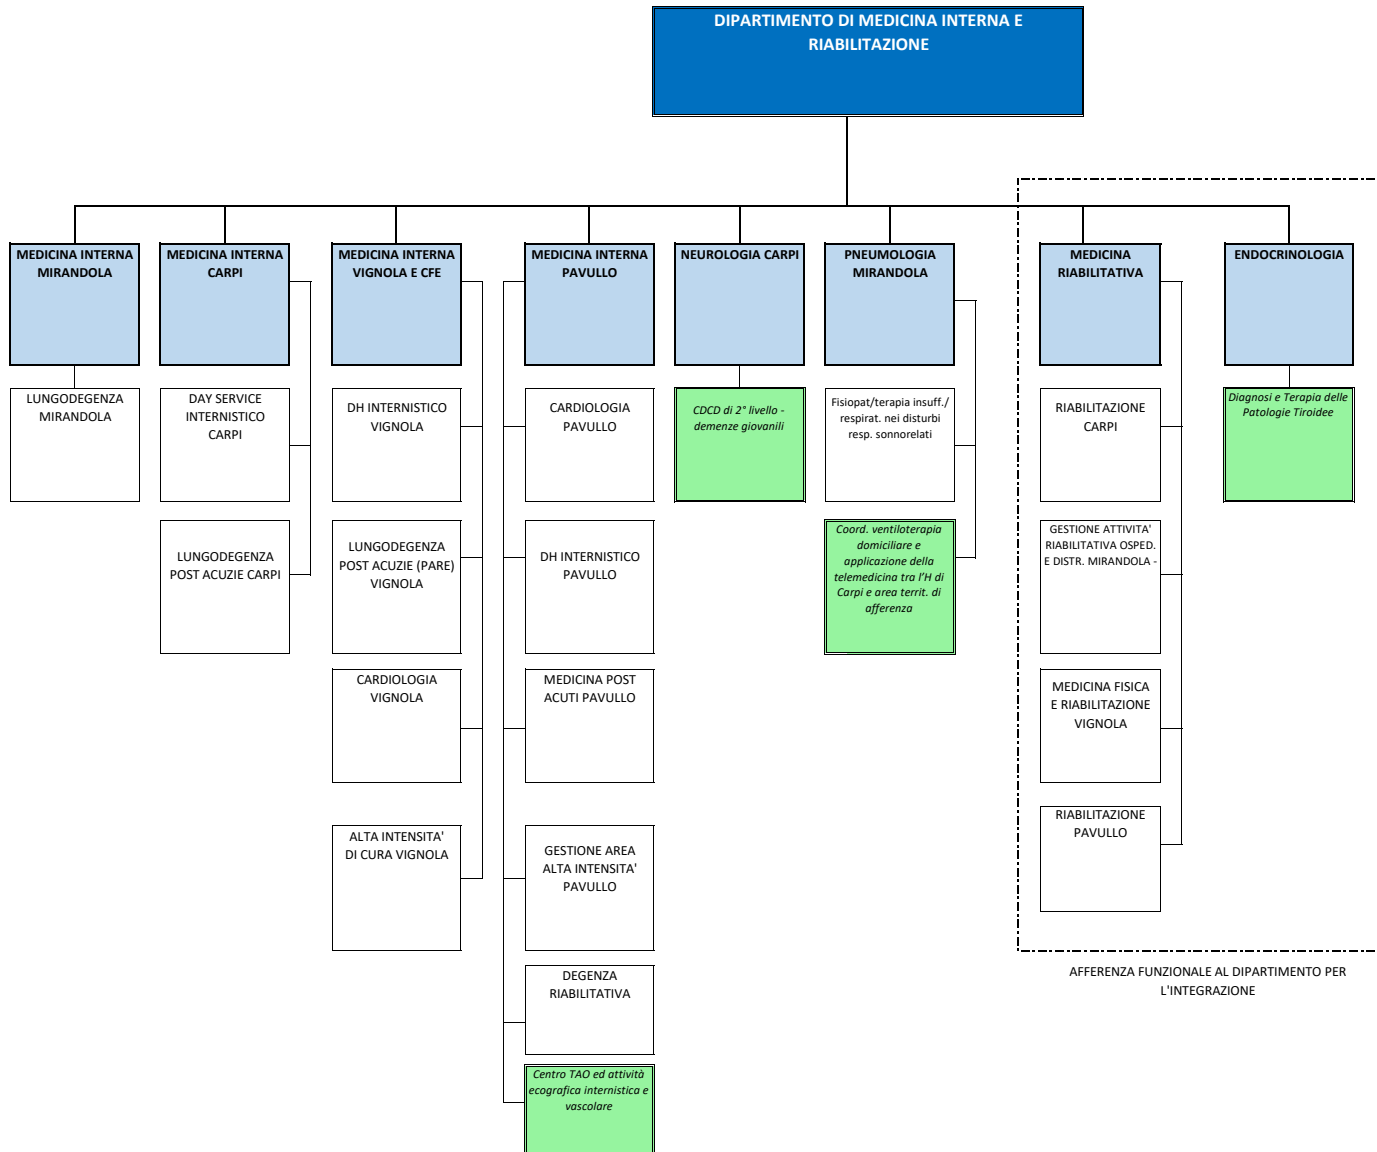 DIPARTIMENTO DI MEDICINA INTERNA E
RIABILITAZIONE
MEDICINA INTERNA
MIRANDOLA
MEDICINA INTERNA
CARPI
MEDICINA INTERNA
VIGNOLA E CFE
MEDICINA INTERNA
PAVULLO
NEUROLOGIA CARPI
PNEUMOLOGIA
MIRANDOLA
MEDICINA
RIABILITATIVA
ENDOCRINOLOGIA
LUNGODEGENZA
MIRANDOLA
DAY SERVICE
INTERNISTICO
CARPI
DH INTERNISTICO
VIGNOLA
CARDIOLOGIA
PAVULLO
CDCD di 2° livello -
demenze giovanili
Fisiopat/terapia insuff./
respirat. nei disturbi
resp. sonnorelati
RIABILITAZIONE
CARPI
Diagnosi e Terapia delle
Patologie Tiroidee
LUNGODEGENZA
POST ACUZIE CARPI
LUNGODEGENZA
POST ACUZIE (PARE)
VIGNOLA
DH INTERNISTICO
PAVULLO
Coord. ventiloterapia
domiciliare e
applicazione della
telemedicina tra l'H di
Carpi e area territ. di
afferenza
GESTIONE ATTIVITA'
RIABILITATIVA OSPED.
E DISTR. MIRANDOLA -
CARDIOLOGIA
VIGNOLA
MEDICINA POST
ACUTI PAVULLO
MEDICINA FISICA
E RIABILITAZIONE
VIGNOLA
ALTA INTENSITA'
DI CURA VIGNOLA
GESTIONE AREA
ALTA INTENSITA'
PAVULLO
RIABILITAZIONE
PAVULLO
DEGENZA
RIABILITATIVA
AFFERENZA FUNZIONALE AL DIPARTIMENTO PER
L'INTEGRAZIONE
Centro TAO ed attività
ecografica internistica e
vascolare